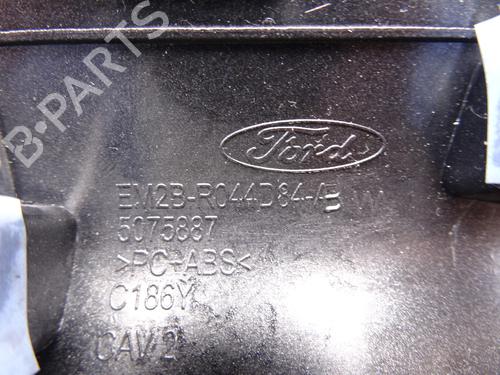 B-PARTS
Ford
EM2B-R044D84-AB
5075887
>PC+ABS<
C186Y
CAV 2